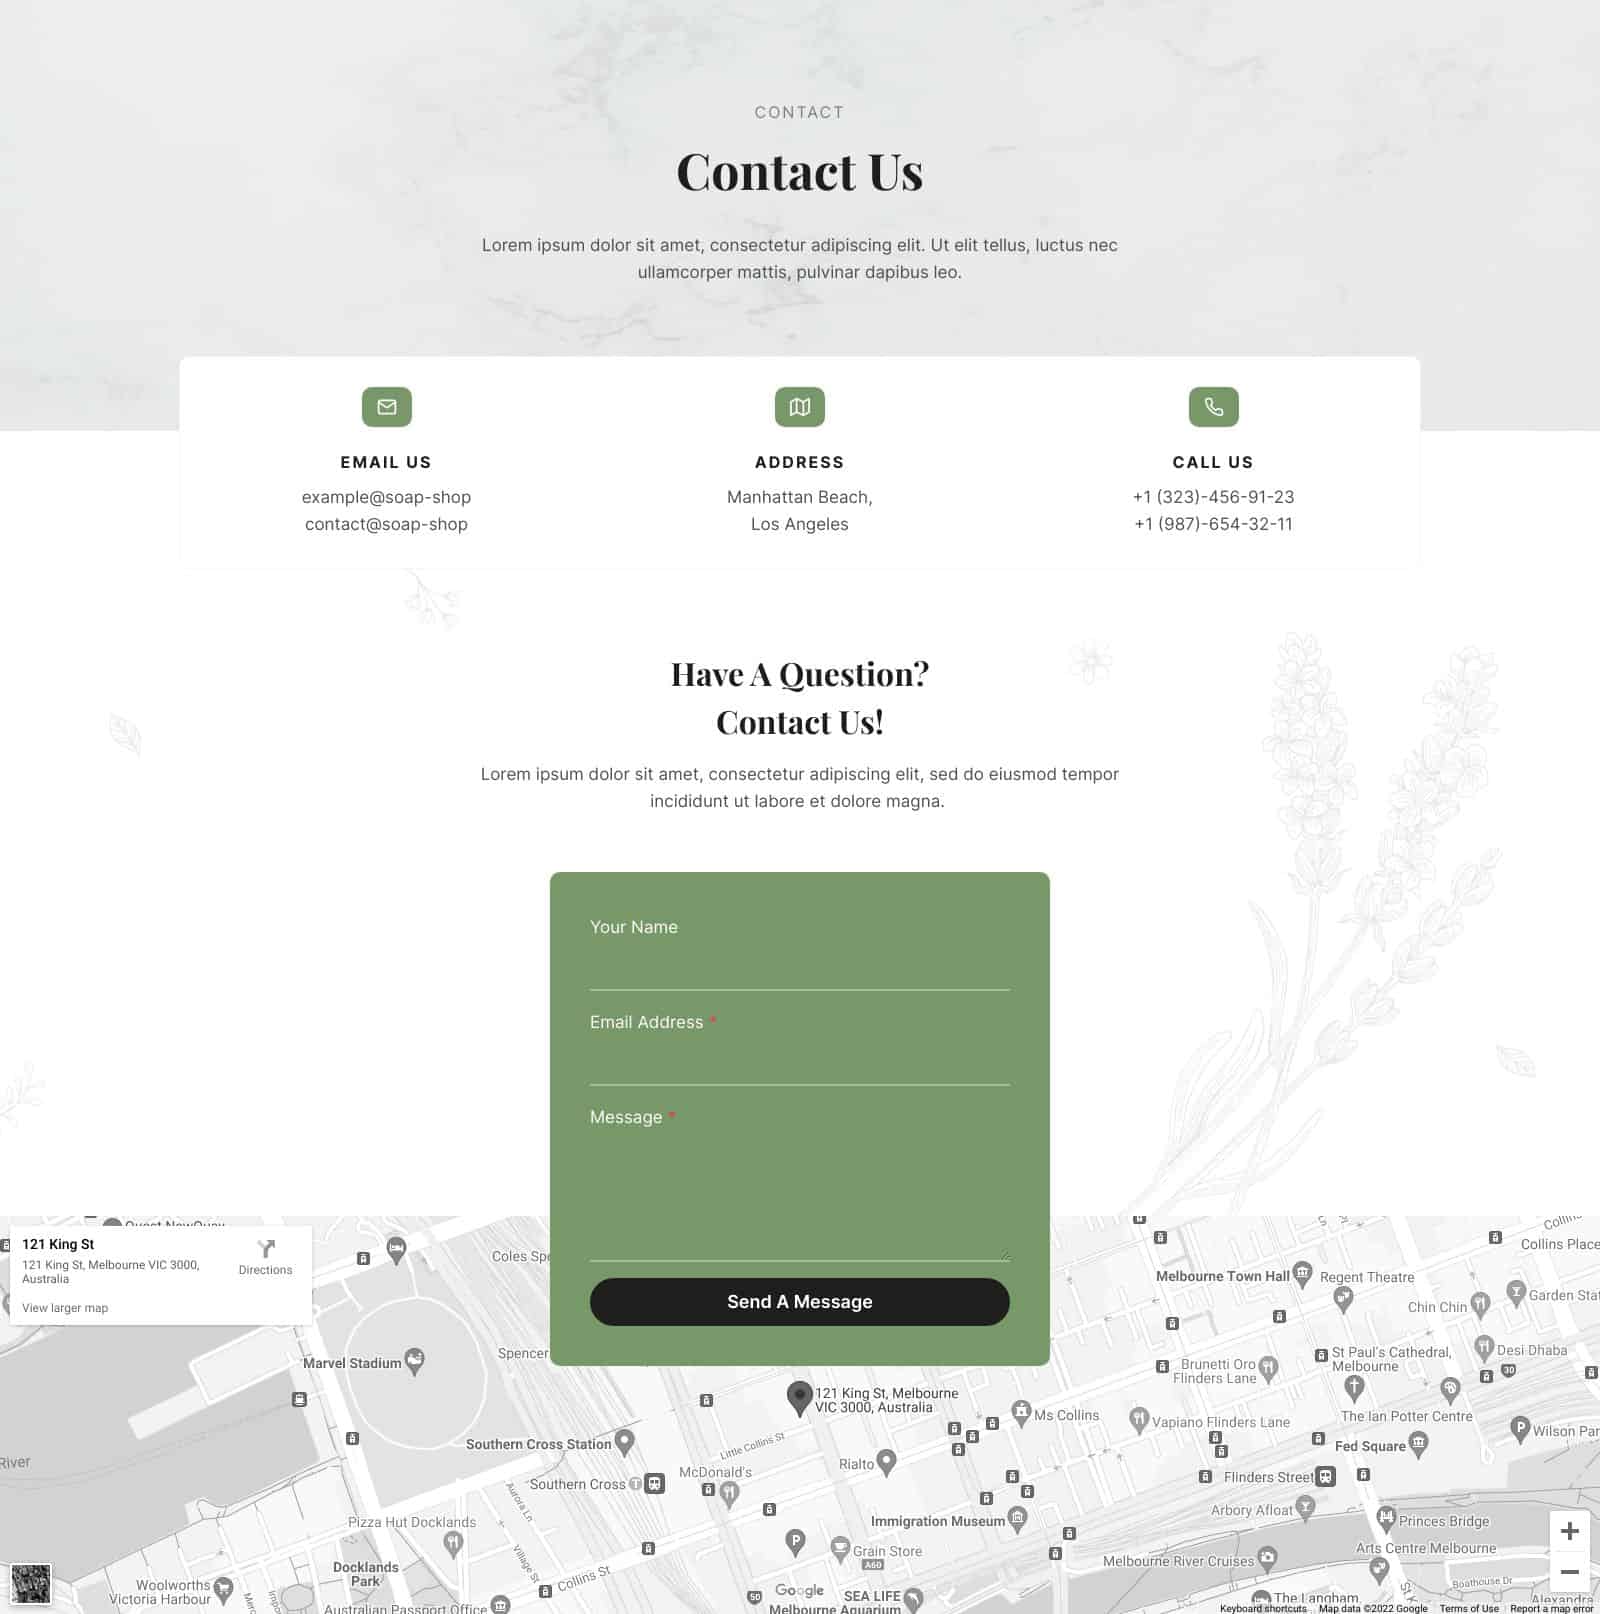 CONTACT
Contact Us
Lorem ipsum dolor sit amet, consectetur adipiscing elit. Ut elit tellus, luctus nec
ullamcorper mattis, pulvinar dapibus leo.
EMAIL US
example@soap-shop
contact@soap-shop
ADDRESS
Manhattan Beach,
Los Angeles
CALL US
+1 (323)-456-91-23
+1 (987)-654-32-11
Have A Question?
Contact Us!
Lorem ipsum dolor sit amet, consectetur adipiscing elit, sed do eiusmod tempor
incididunt ut labore et dolore magna.
Your Name
Email Address *
Message *
Send A Message
121 King St
121 King St, Melbourne VIC 3000,
Australia
View larger map
Directions
Quest NewQuay
Coles
Collins
Collins Place
Melbourne Town Hall
Regent Theatre
Chin Chin
Garden
Marvel Stadium
Spencer
St Paul's Cathedral,
Melbourne
Desi Dhaba
30
Brunetti Oro
Flinders Lane
121 King St, Melbourne
VIC 3000, Australia
Ms Collins
Vapiano Flinders Lane
The Ian Potter Centre
P
Wilson
Southern Cross Station
Little Collins St
Fed Square
River
Rialto
McDonald's
Southern Cross
T
Flinders Street
Aurora Ln
Arbory Afloat
Pizza Hut Docklands
Immigration Museum
Princes Bridge
P
Grain Store
A60
Village St
Melbourne River Cruises
Arts Centre Melbourne
Docklands
Park
Collins St
Boathouse Dr
Woolworths
Victoria Harbour
Google
50
SEA LIFE
Melbourne Aquarium
The Langham
Alexandra
Australian Passport Office
Keyboard shortcuts
Map data ©2022 Google
Terms of Use
Report a map error